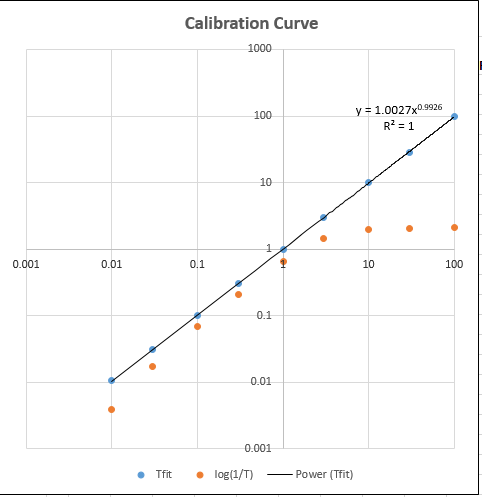 Calibration Curve
1000
100
10
1
0.1
0.01
0.001
0.001
0.01
0.1
1
10
100
y = 1.0027x^0.9926
R² = 1
Tfit
log(1/T)
Power (Tfit)